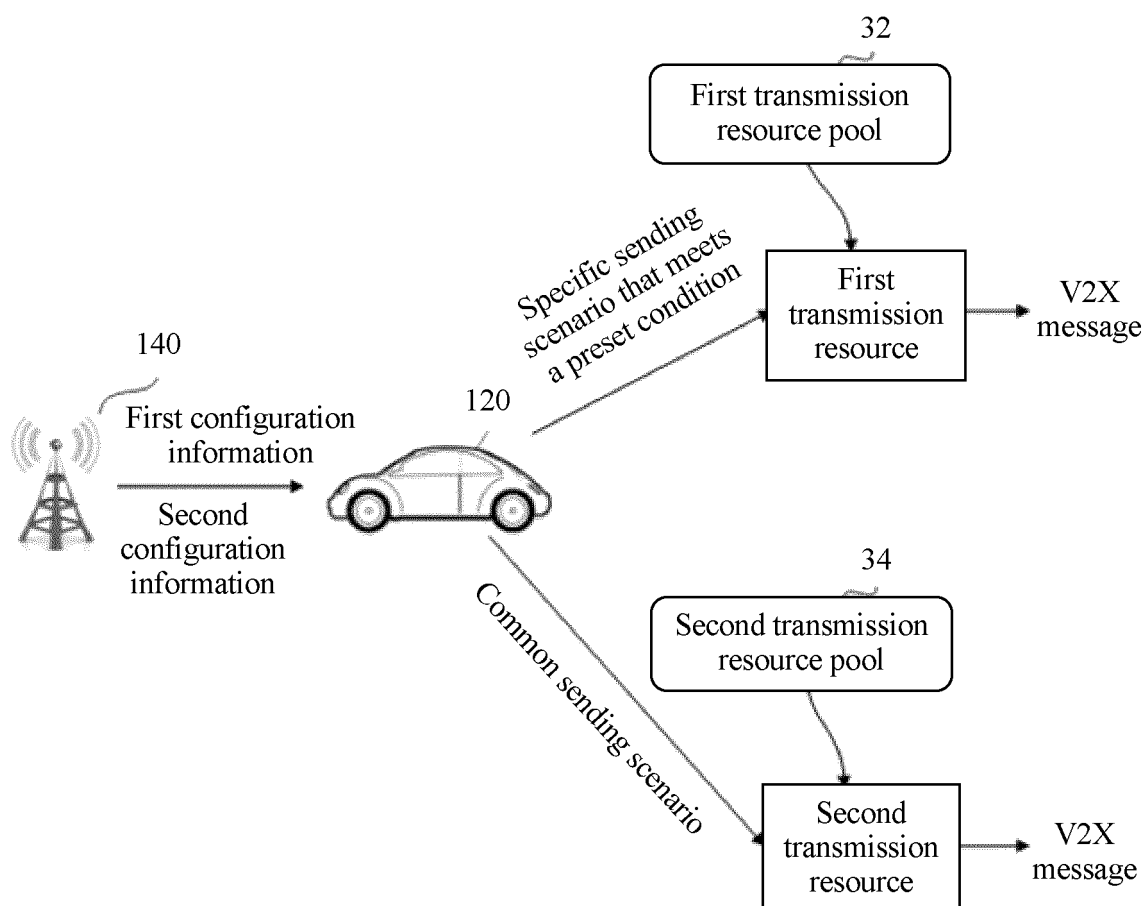 32
First transmission
resource pool
Specific sending
scenario that meets
a preset condition
First
transmission
resource
V2X
message
140
First configuration
information
Second
configuration
information
120
34
Second transmission
resource pool
Common sending scenario
Second
transmission
resource
V2X
message